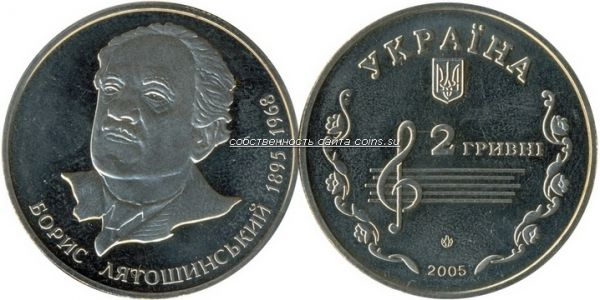 БОРИС ЛЯТОШИНСЬКИЙ 1895-1968
собственность сайта coins.su
УКРАЇНА
2 ГРИВНІ
2005